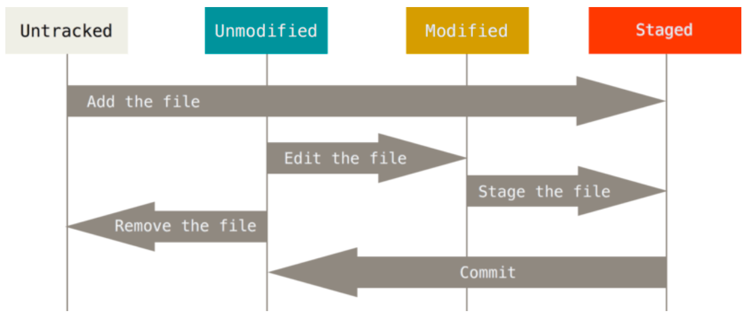 Untracked
Unmodified
Modified
Staged
Add the file
Edit the file
Stage the file
Remove the file
Commit